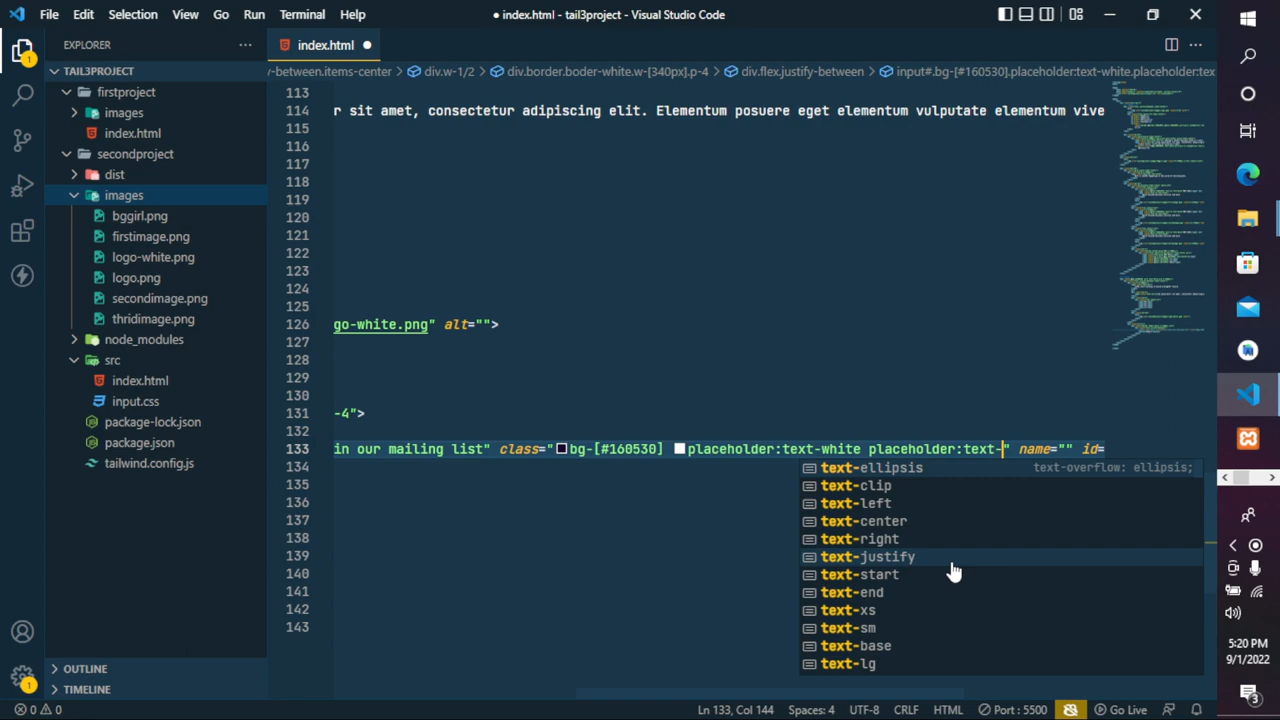 File Edit Selection View Go Run Terminal Help
● index.html - tail3project - Visual Studio Code
EXPLORER
index.html
TAIL3PROJECT
firstproject
images
index.html
secondproject
dist
images
bggirl.png
firstimage.png
logo-white.png
logo.png
secondimage.png
thridimage.png
node_modules
src
index.html
input.css
package-lock.json
package.json
tailwind.config.js
OUTLINE
TIMELINE
y-between.items-center > div.w-1/2 > div.border.boder-white.w-[340px].p-4 > div.flex.justify-between > input#.bg-[#160530].placeholder:text-white.placeholder:tex
113
114 r sit amet, consectetur adipiscing elit. Elementum posuere eget elementum vulputate elementum vive
115
116
117
118
119
120
121
122
123
124
125
126 go-white.png" alt="">
127
128
129
130
131 -4">
132
133 in our mailing list" class="bg-[#160530] placeholder:text-white placeholder:text-" name="" id=
134
135
136
137
138
139
140
141
142
143
text-ellipsis text-overflow: ellipsis;
text-clip
text-left
text-center
text-right
text-justify
text-start
text-end
text-xs
text-sm
text-base
text-lg
0 0
Ln 133, Col 144 Spaces: 4 UTF-8 CRLF HTML Port : 5500 Go Live
1
1
5:20 PM
9/1/2022
3